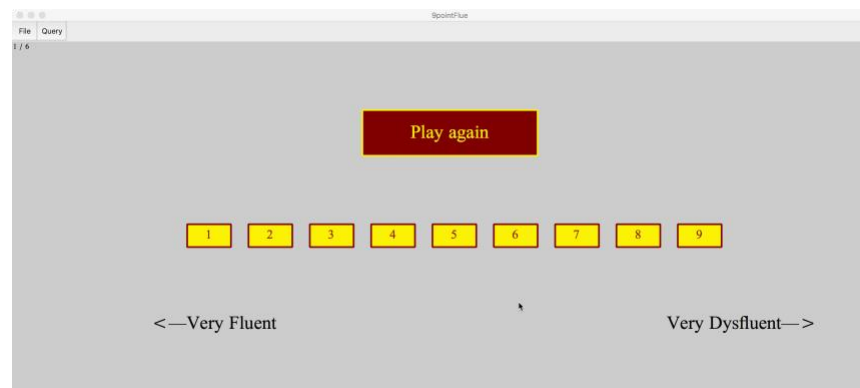 9pointFlue
File Query
1 / 6
Play again
1 2 3 4 5 6 7 8 9
<—Very Fluent Very Dysfluent—>